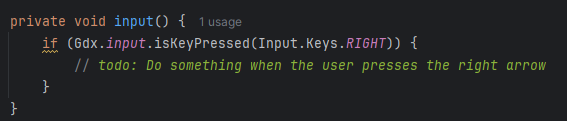 private void input() { 1 usage
    if (Gdx.input.isKeyPressed(Input.Keys.RIGHT)) {
        // todo: Do something when the user presses the right arrow
    }
}